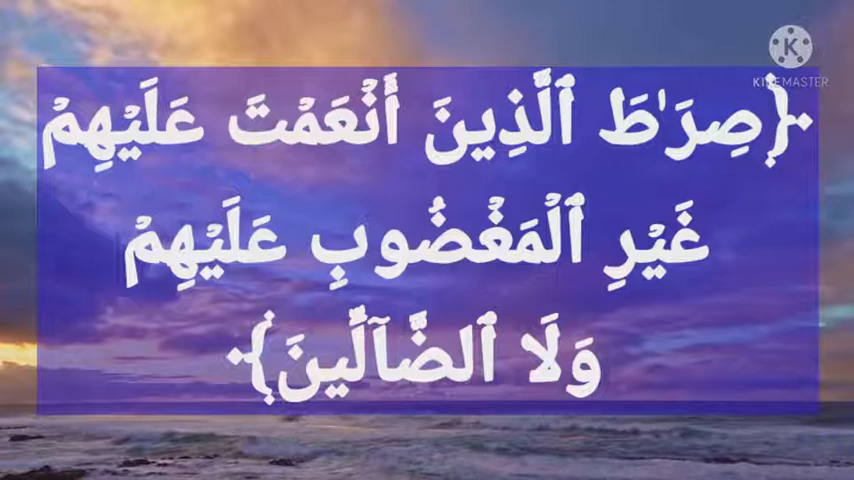 KINEMASTER
﴿صِرَٰطَ ٱلَّذِينَ أَنْعَمْتَ عَلَيْهِمْ
غَيْرِ ٱلْمَغْضُوبِ عَلَيْهِمْ
وَلَا ٱلضَّآلِّينَ﴾